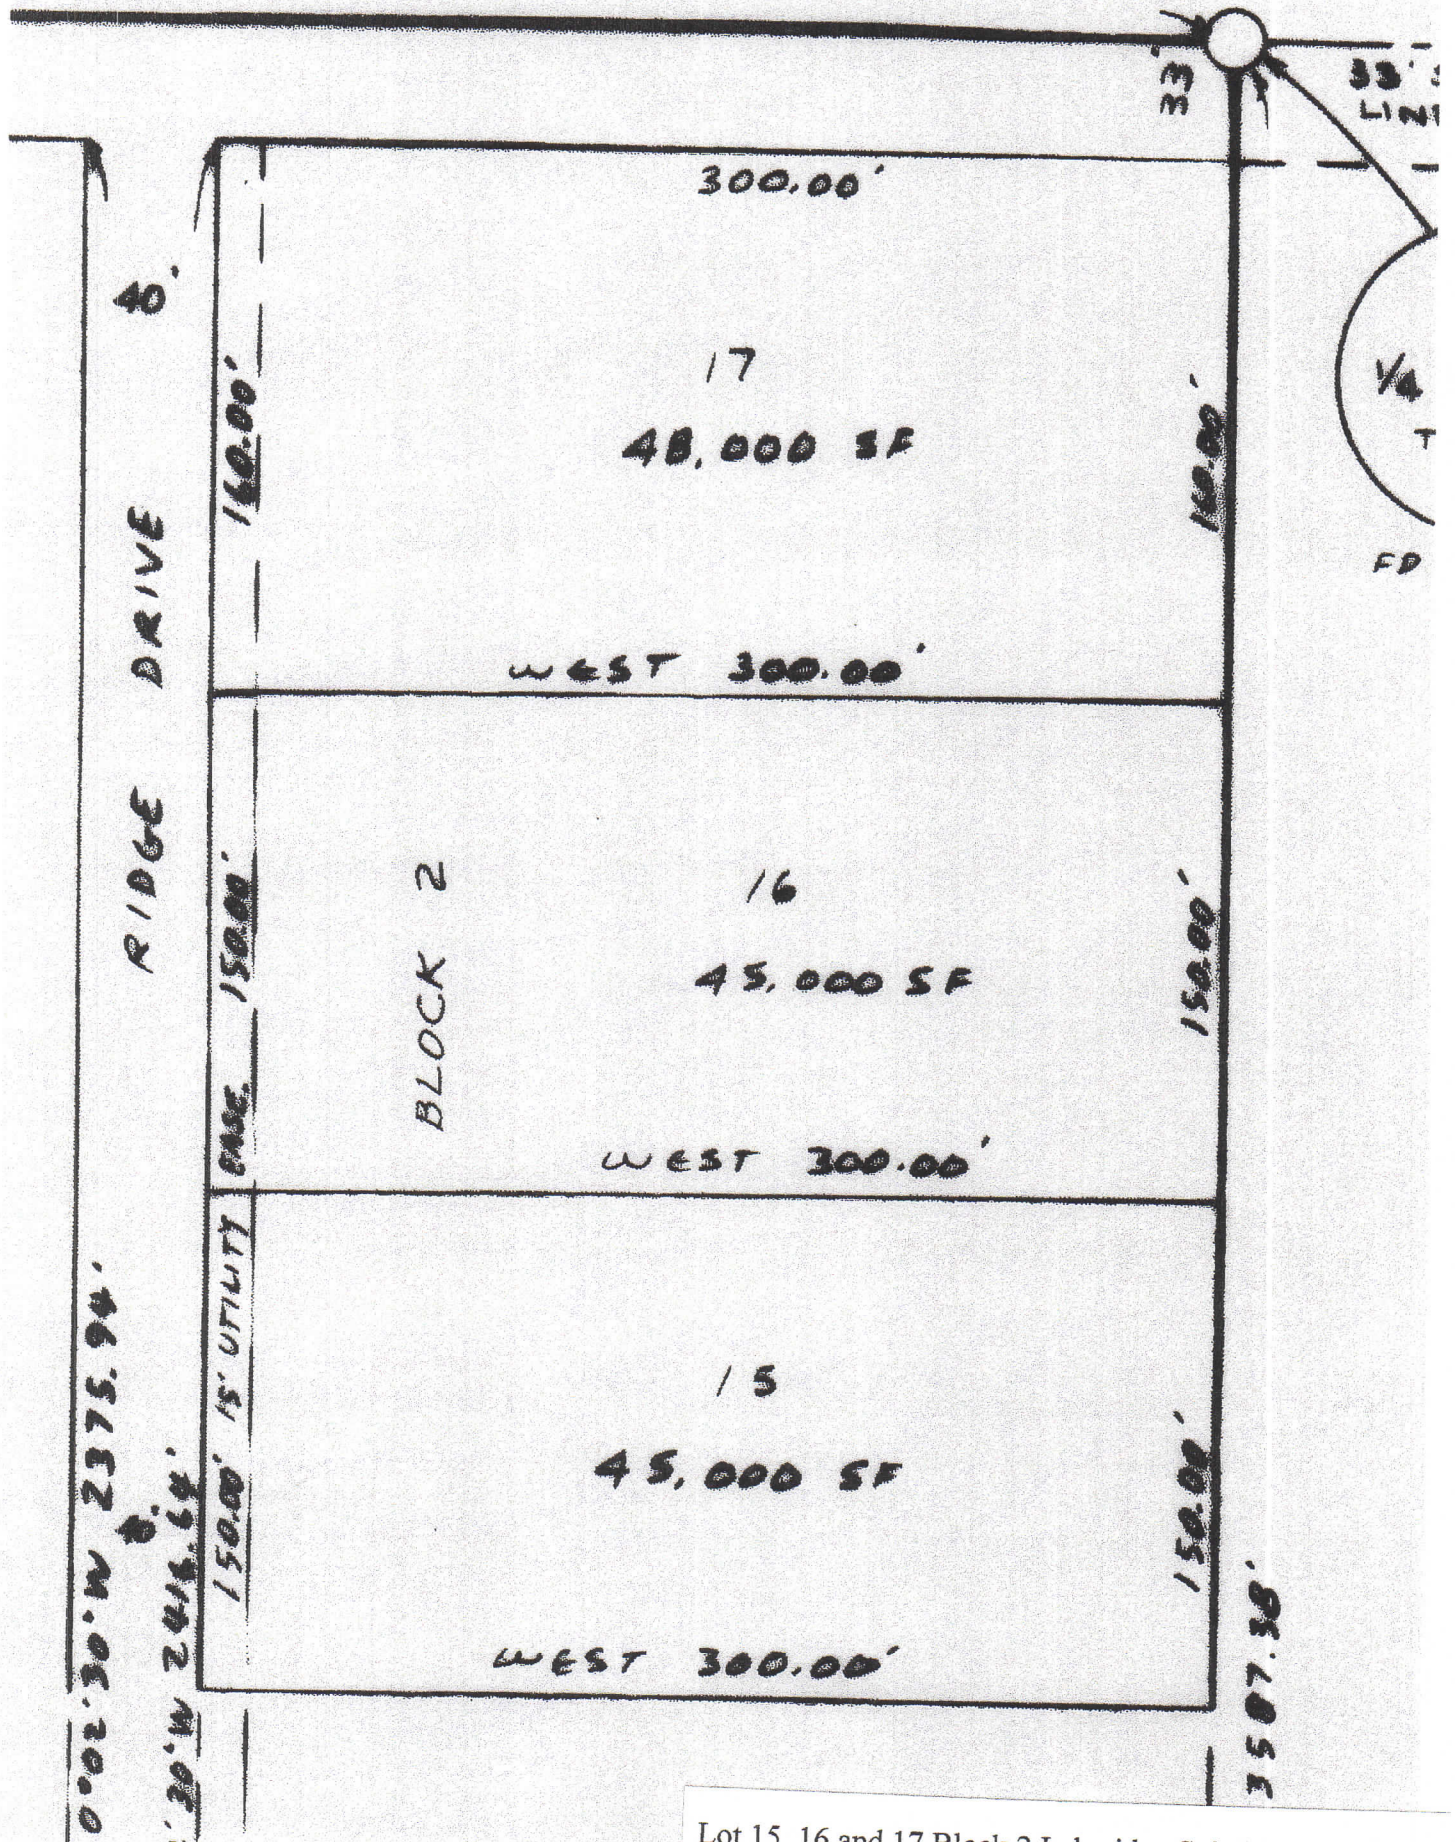 33'
33'
300.00'
40.
17
48,000 SF
160.00'
160.00'
1/4
T
FD
WEST 300.00'
RIDGE DRIVE
BLOCK 2
16
45,000 SF
150.00'
150.00'
WEST 300.00'
15' UTILITY EASE.
15
45,000 SF
150.00'
150.00'
WEST 300.00'
0°02'30"W 2375.94'
30"W 2416.64'
3507.38'
Lot 15, 16 and 17 Block 2